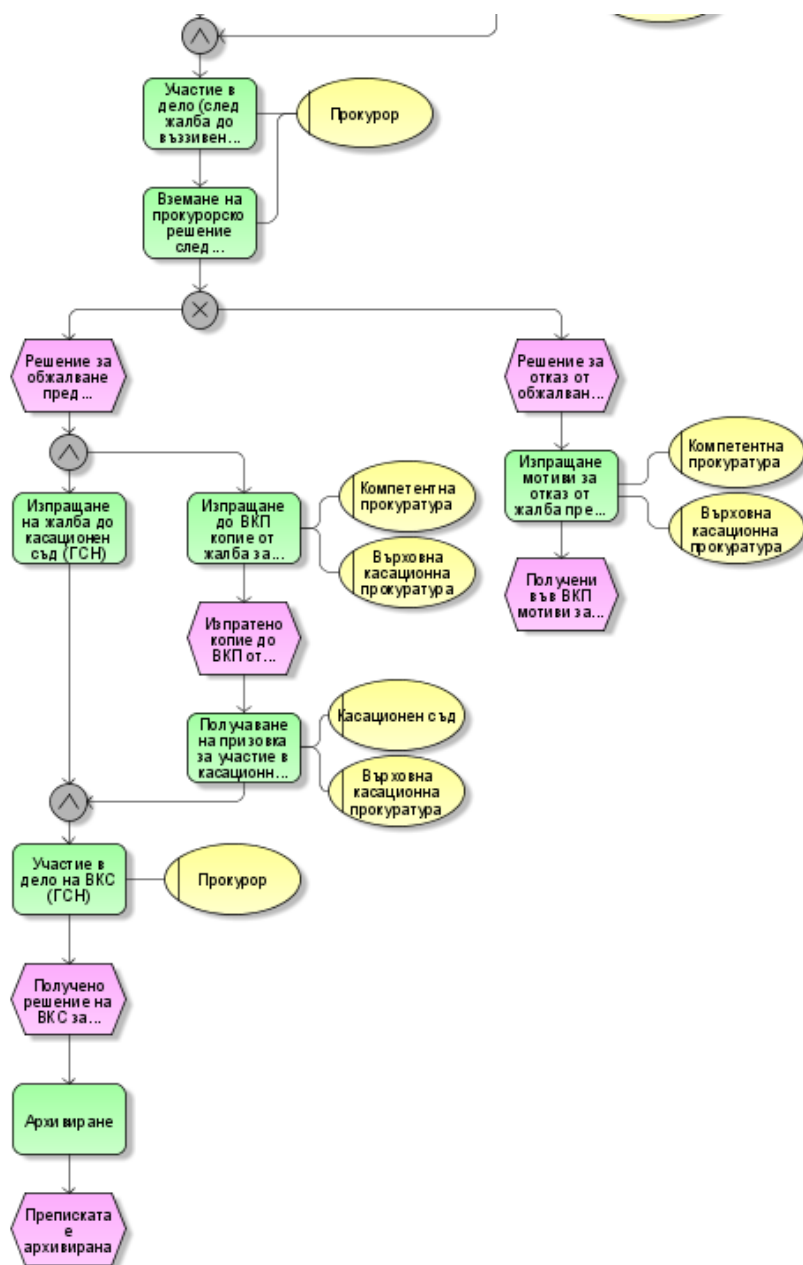 Участие в
дело (след
жалба до
въззивен...
Прокурор
Вземане на
прокурорско
решение
след...
Решение за
обжалване
пред...
Решение за
отказ от
обжалван...
Изпращане
на жалба до
касационен
съд (ГСН)
Изпращане
до ВКП
копие от
жалба за...
Компетентна
прокуратура
Върховна
касационна
прокуратура
Изпращане
мотиви за
отказ от
жалба пре...
Компетентна
прокуратура
Върховна
касационна
прокуратура
Изпратено
копие до
ВКП от...
Получени
във ВКП
мотиви за...
Получаване
на призовка
за участие в
касационн...
Касационен съд
Върховна
касационна
прокуратура
Участие в
дело на ВКС
(ГСН)
Прокурор
Получено
решение на
ВКС за...
Архивиране
Преписката
е
архивирана